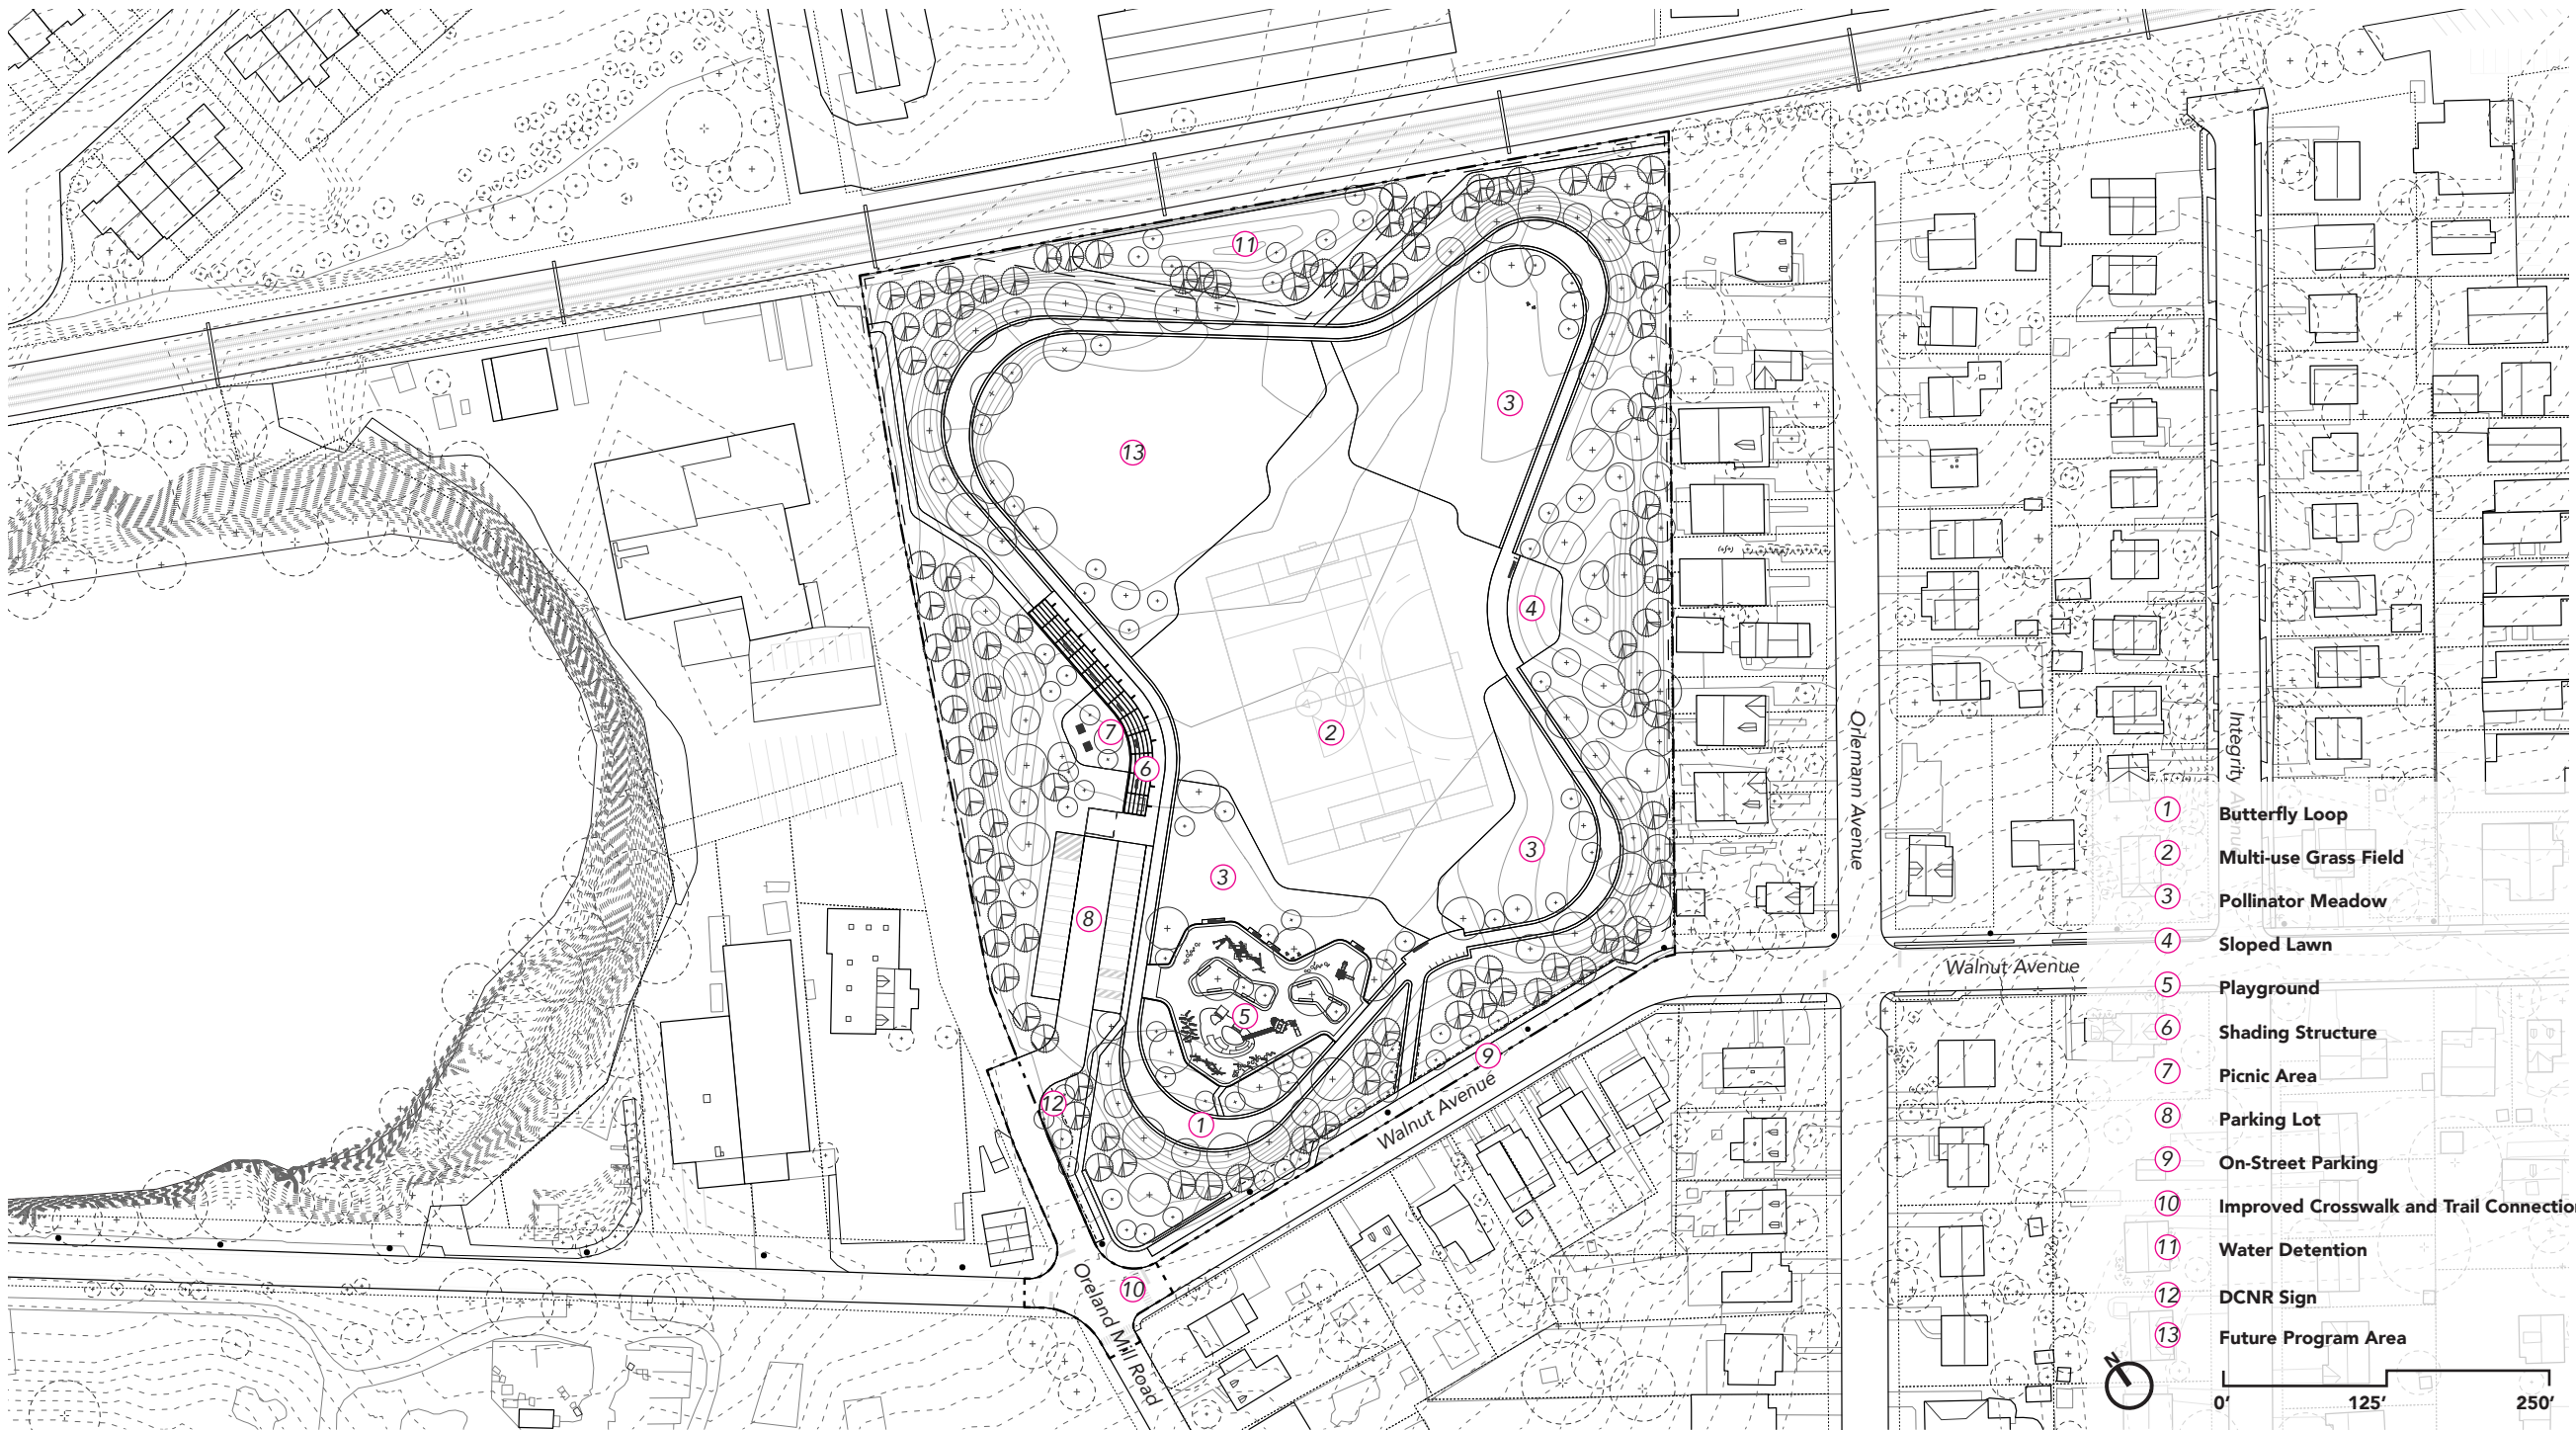 11
3
13
4
2
7
6
3
3
8
5
9
12
1
10
Orlemann Avenue
Integrity Avenue
Walnut Avenue
Walnut Avenue
Oreland Mill Road
1 Butterfly Loop
2 Multi-use Grass Field
3 Pollinator Meadow
4 Sloped Lawn
5 Playground
6 Shading Structure
7 Picnic Area
8 Parking Lot
9 On-Street Parking
10 Improved Crosswalk and Trail Connectio
11 Water Detention
12 DCNR Sign
13 Future Program Area
N
0' 125' 250'